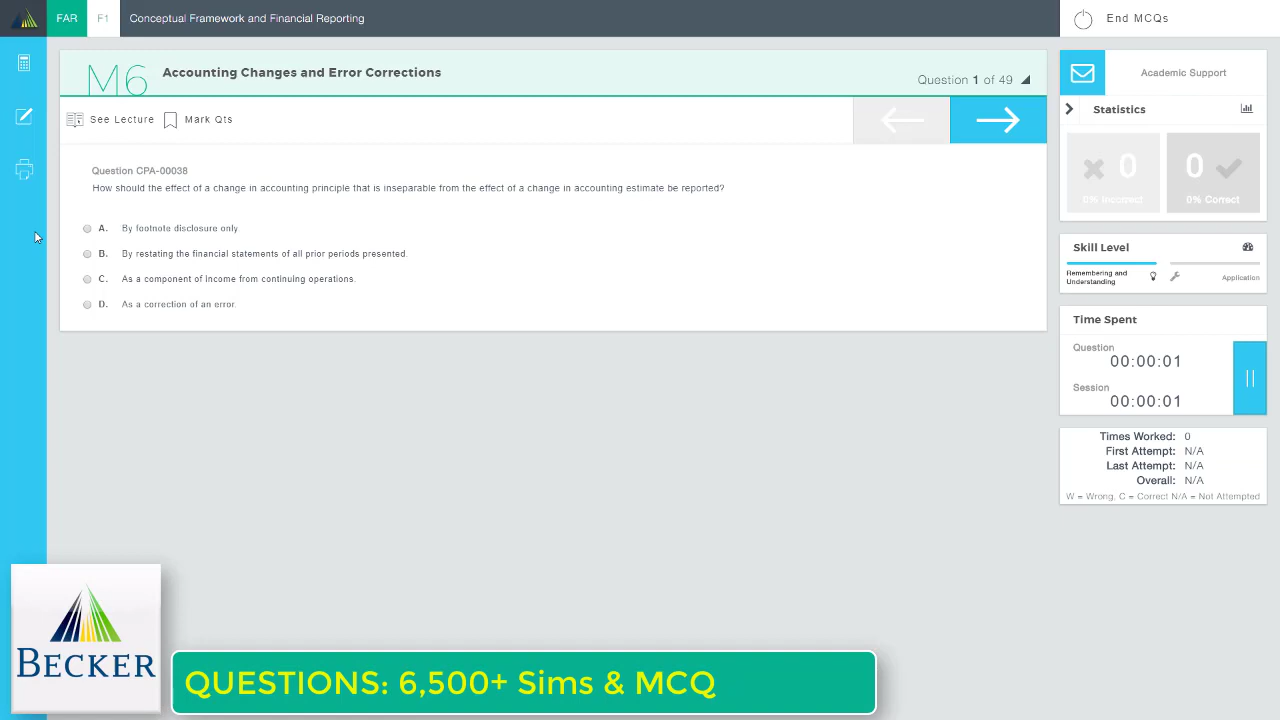 FAR F1 Conceptual Framework and Financial Reporting End MCQs
M6 Accounting Changes and Error Corrections
Question 1 of 49
See Lecture Mark Qts
Question CPA-00038
How should the effect of a change in accounting principle that is inseparable from the effect of a change in accounting estimate be reported?
A. By footnote disclosure only
B. By restating the financial statements of all prior periods presented.
C. As a component of income from continuing operations.
D. As a correction of an error.
Academic Support
Statistics
0 0
0% Incorrect 0% Correct
Skill Level
Remembering and
Understanding
Application
Time Spent
Question
00:00:01
Session
00:00:01
Times Worked: 0
First Attempt: N/A
Last Attempt: N/A
Overall: N/A
W = Wrong, C = Correct N/A = Not Attempted
BECKER
QUESTIONS: 6,500+ Sims & MCQ